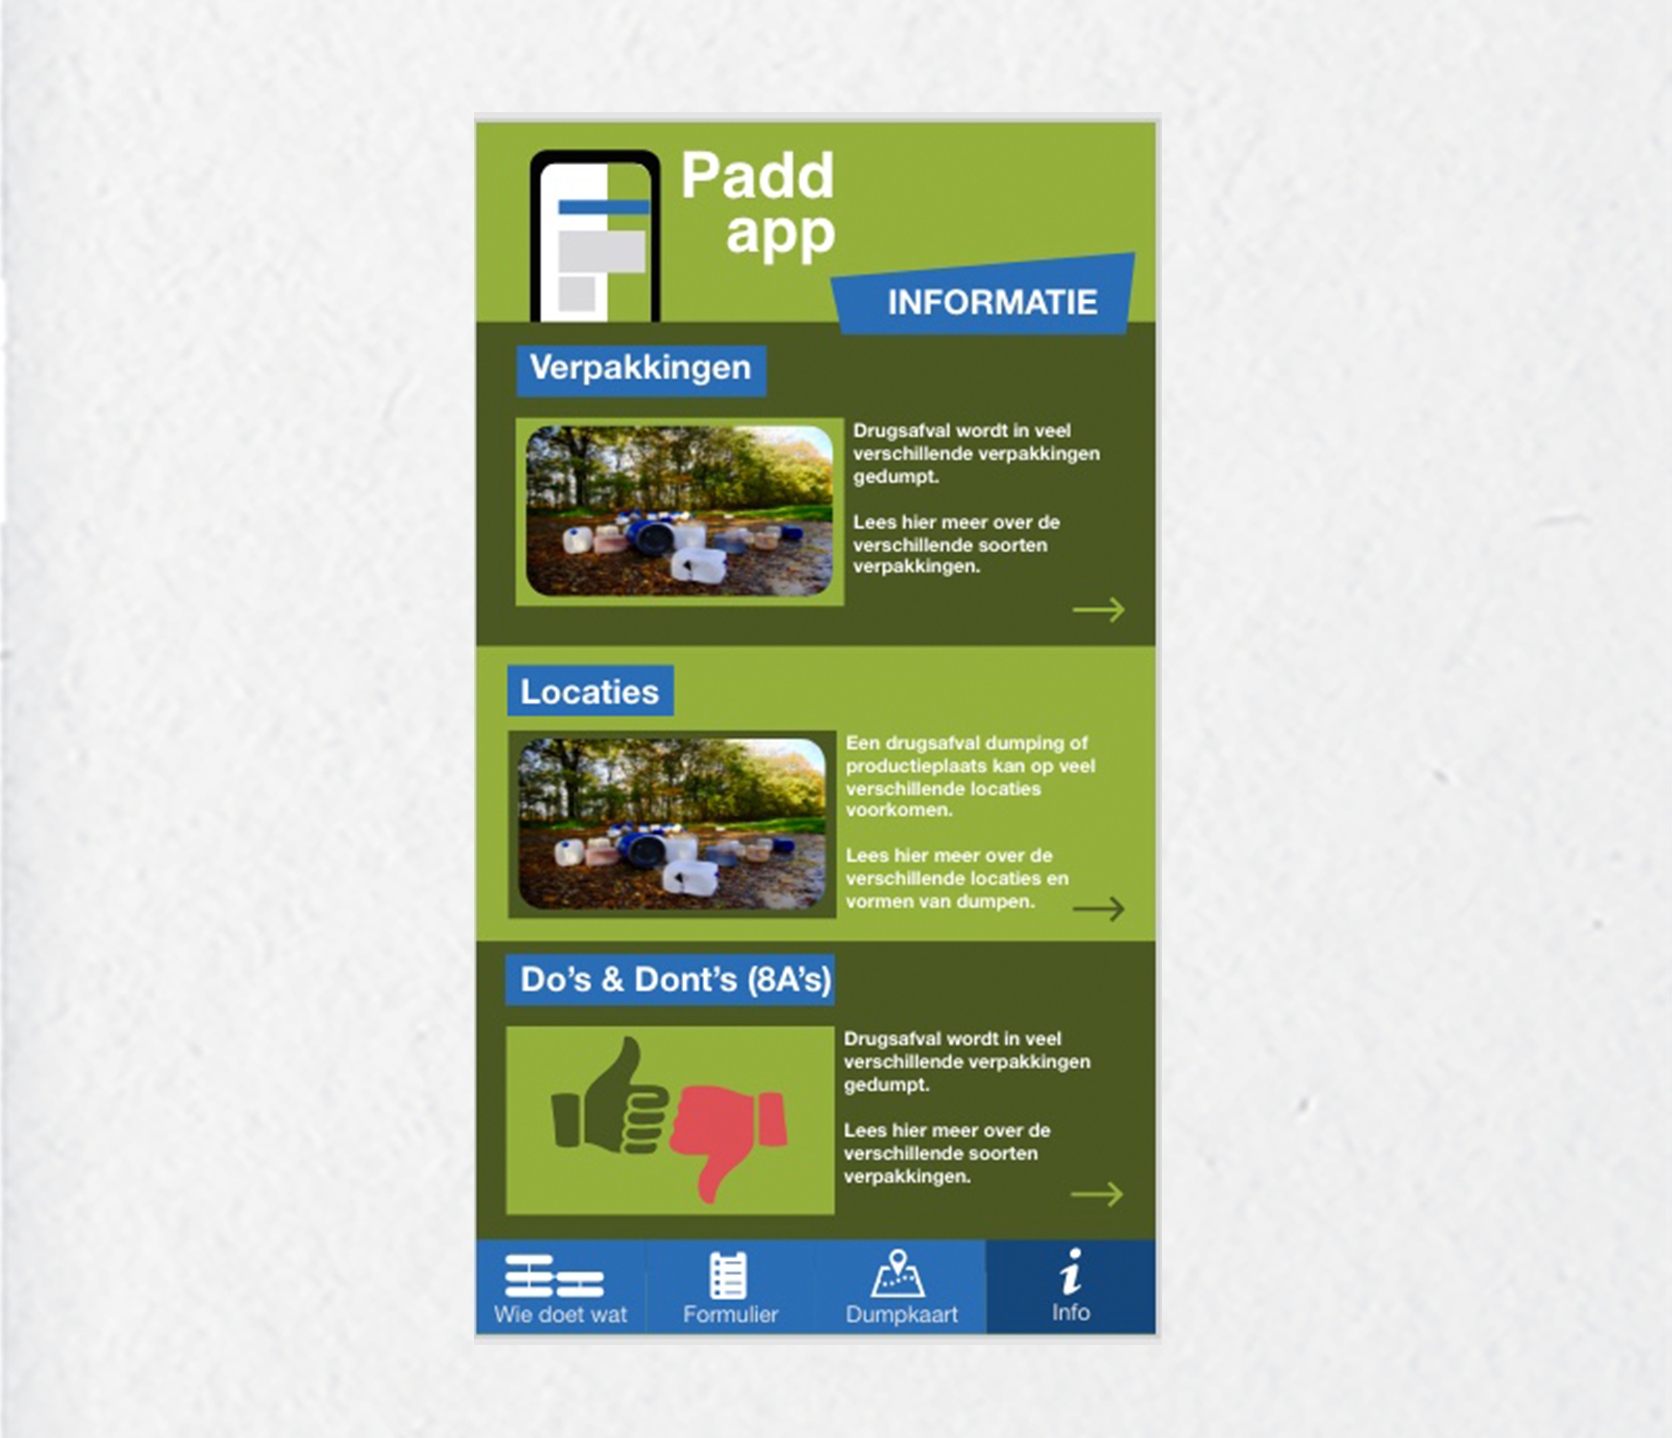 Padd
app
INFORMATIE
Verpakkingen
Drugsafval wordt in veel
verschillende verpakkingen
gedumpt.
Lees hier meer over de
verschillende soorten
verpakkingen.
Locaties
Een drugsafval dumping of
productieplaats kan op veel
verschillende locaties
voorkomen.
Lees hier meer over de
verschillende locaties en
vormen van dumpen.
Do’s & Dont’s (8A’s)
Drugsafval wordt in veel
verschillende verpakkingen
gedumpt.
Lees hier meer over de
verschillende soorten
verpakkingen.
Wie doet wat
Formulier
Dumpkaart
Info